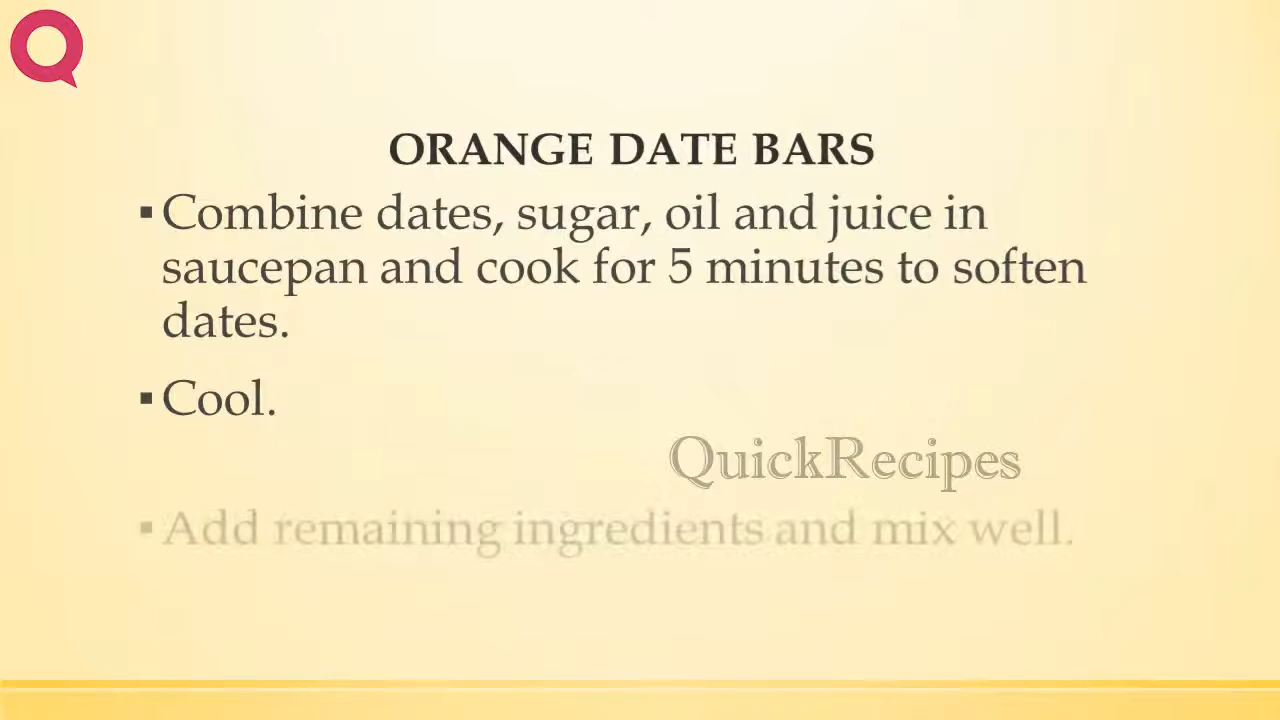 ORANGE DATE BARS
▪Combine dates, sugar, oil and juice in
saucepan and cook for 5 minutes to soften
dates.
▪Cool.
QuickRecipes
▪Add remaining ingredients and mix well.